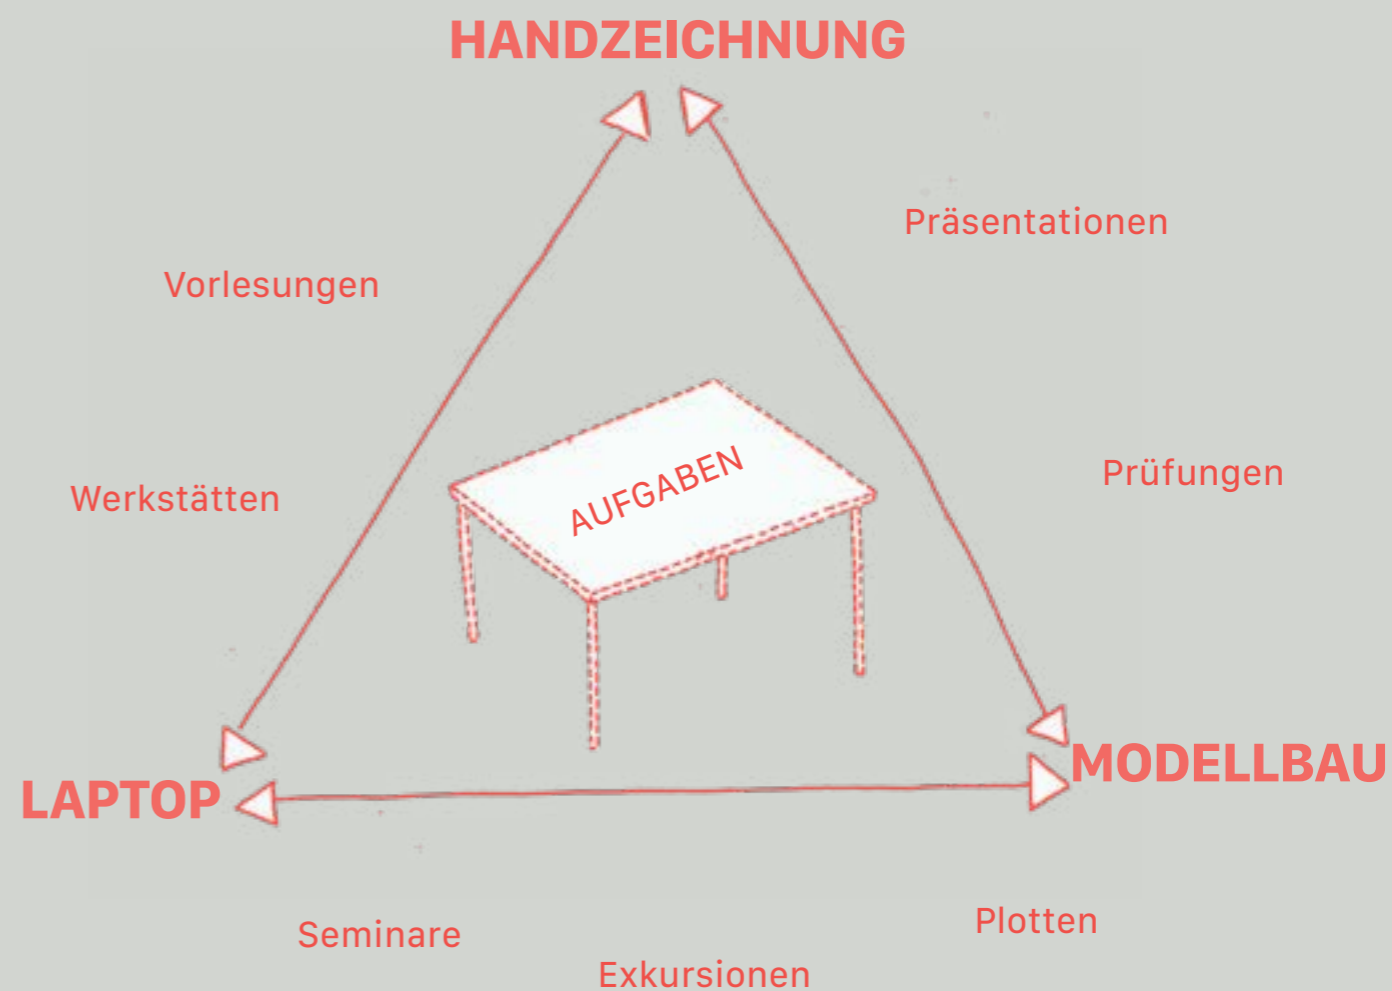 HANDZEICHNUNG
Präsentationen
Vorlesungen
AUFGABEN
Prüfungen
Werkstätten
MODELLBAU
LAPTOP
Plotten
Seminare
Exkursionen